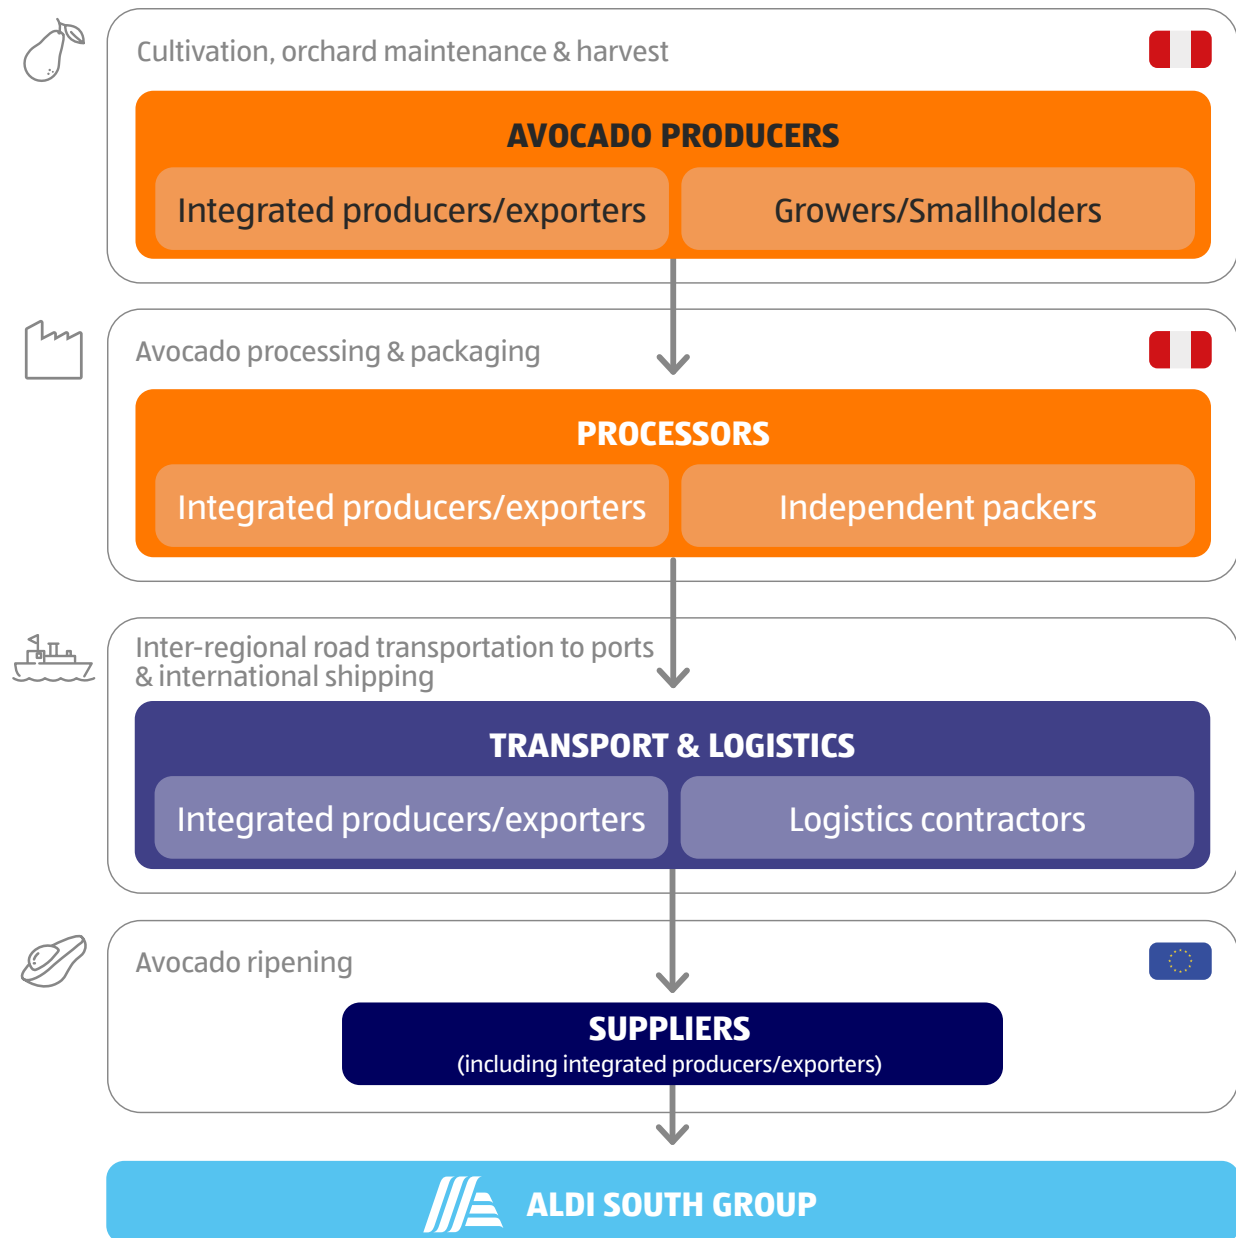 Cultivation, orchard maintenance & harvest
AVOCADO PRODUCERS
Integrated producers/exporters
Growers/Smallholders
Avocado processing & packaging
PROCESSORS
Integrated producers/exporters
Independent packers
Inter-regional road transportation to ports
& international shipping
TRANSPORT & LOGISTICS
Integrated producers/exporters
Logistics contractors
Avocado ripening
SUPPLIERS
(including integrated producers/exporters)
ALDI SOUTH GROUP